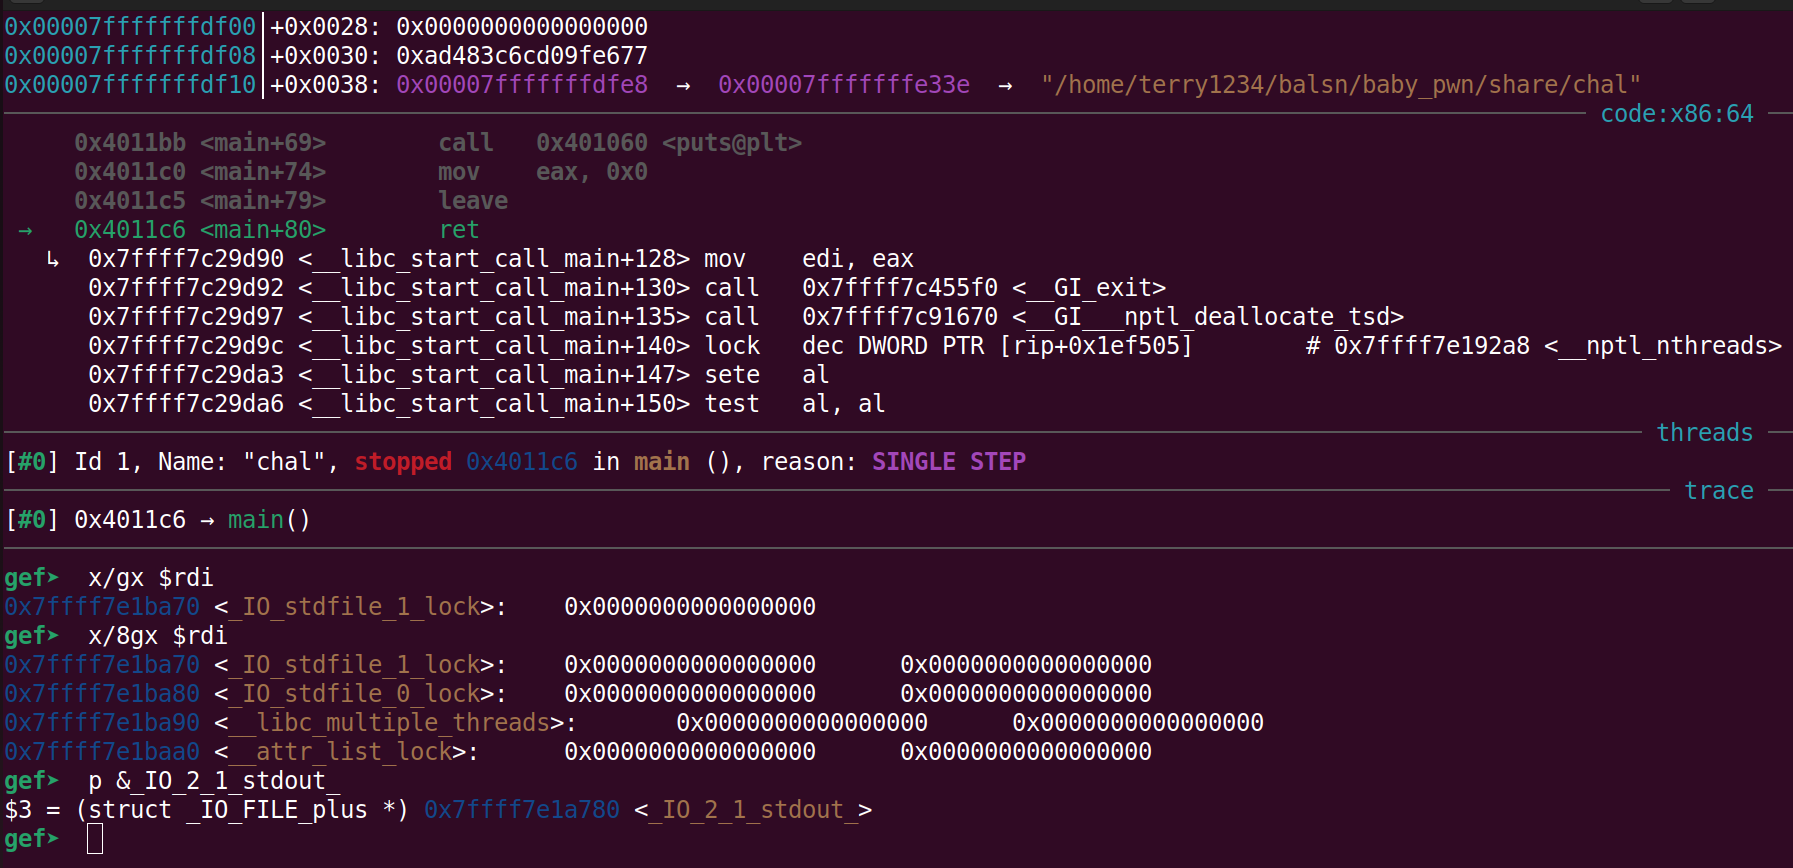 0x00007fffffffdf00│+0x0028: 0x0000000000000000
0x00007fffffffdf08│+0x0030: 0xad483c6cd09fe677
0x00007fffffffdf10│+0x0038: 0x00007fffffffdfe8  →  0x00007fffffffe33e  →  "/home/terry1234/balsn/baby_pwn/share/chal"
code:x86:64
0x4011bb <main+69>        call   0x401060 <puts@plt>
0x4011c0 <main+74>        mov    eax, 0x0
0x4011c5 <main+79>        leave
→   0x4011c6 <main+80>        ret
↳  0x7ffff7c29d90 <__libc_start_call_main+128> mov    edi, eax
0x7ffff7c29d92 <__libc_start_call_main+130> call   0x7ffff7c455f0 <__GI_exit>
0x7ffff7c29d97 <__libc_start_call_main+135> call   0x7ffff7c91670 <__GI___nptl_deallocate_tsd>
0x7ffff7c29d9c <__libc_start_call_main+140> lock   dec DWORD PTR [rip+0x1ef505]        # 0x7ffff7e192a8 <__nptl_nthreads>
0x7ffff7c29da3 <__libc_start_call_main+147> sete   al
0x7ffff7c29da6 <__libc_start_call_main+150> test   al, al
threads
[#0] Id 1, Name: "chal", stopped 0x4011c6 in main (), reason: SINGLE STEP
trace
[#0] 0x4011c6 → main()
gef➤  x/gx $rdi
0x7ffff7e1ba70 <_IO_stdfile_1_lock>:    0x0000000000000000
gef➤  x/8gx $rdi
0x7ffff7e1ba70 <_IO_stdfile_1_lock>:    0x0000000000000000      0x0000000000000000
0x7ffff7e1ba80 <_IO_stdfile_0_lock>:    0x0000000000000000      0x0000000000000000
0x7ffff7e1ba90 <__libc_multiple_threads>:       0x0000000000000000      0x0000000000000000
0x7ffff7e1baa0 <__attr_list_lock>:      0x0000000000000000      0x0000000000000000
gef➤  p &_IO_2_1_stdout_
$3 = (struct _IO_FILE_plus *) 0x7ffff7e1a780 <_IO_2_1_stdout_>
gef➤